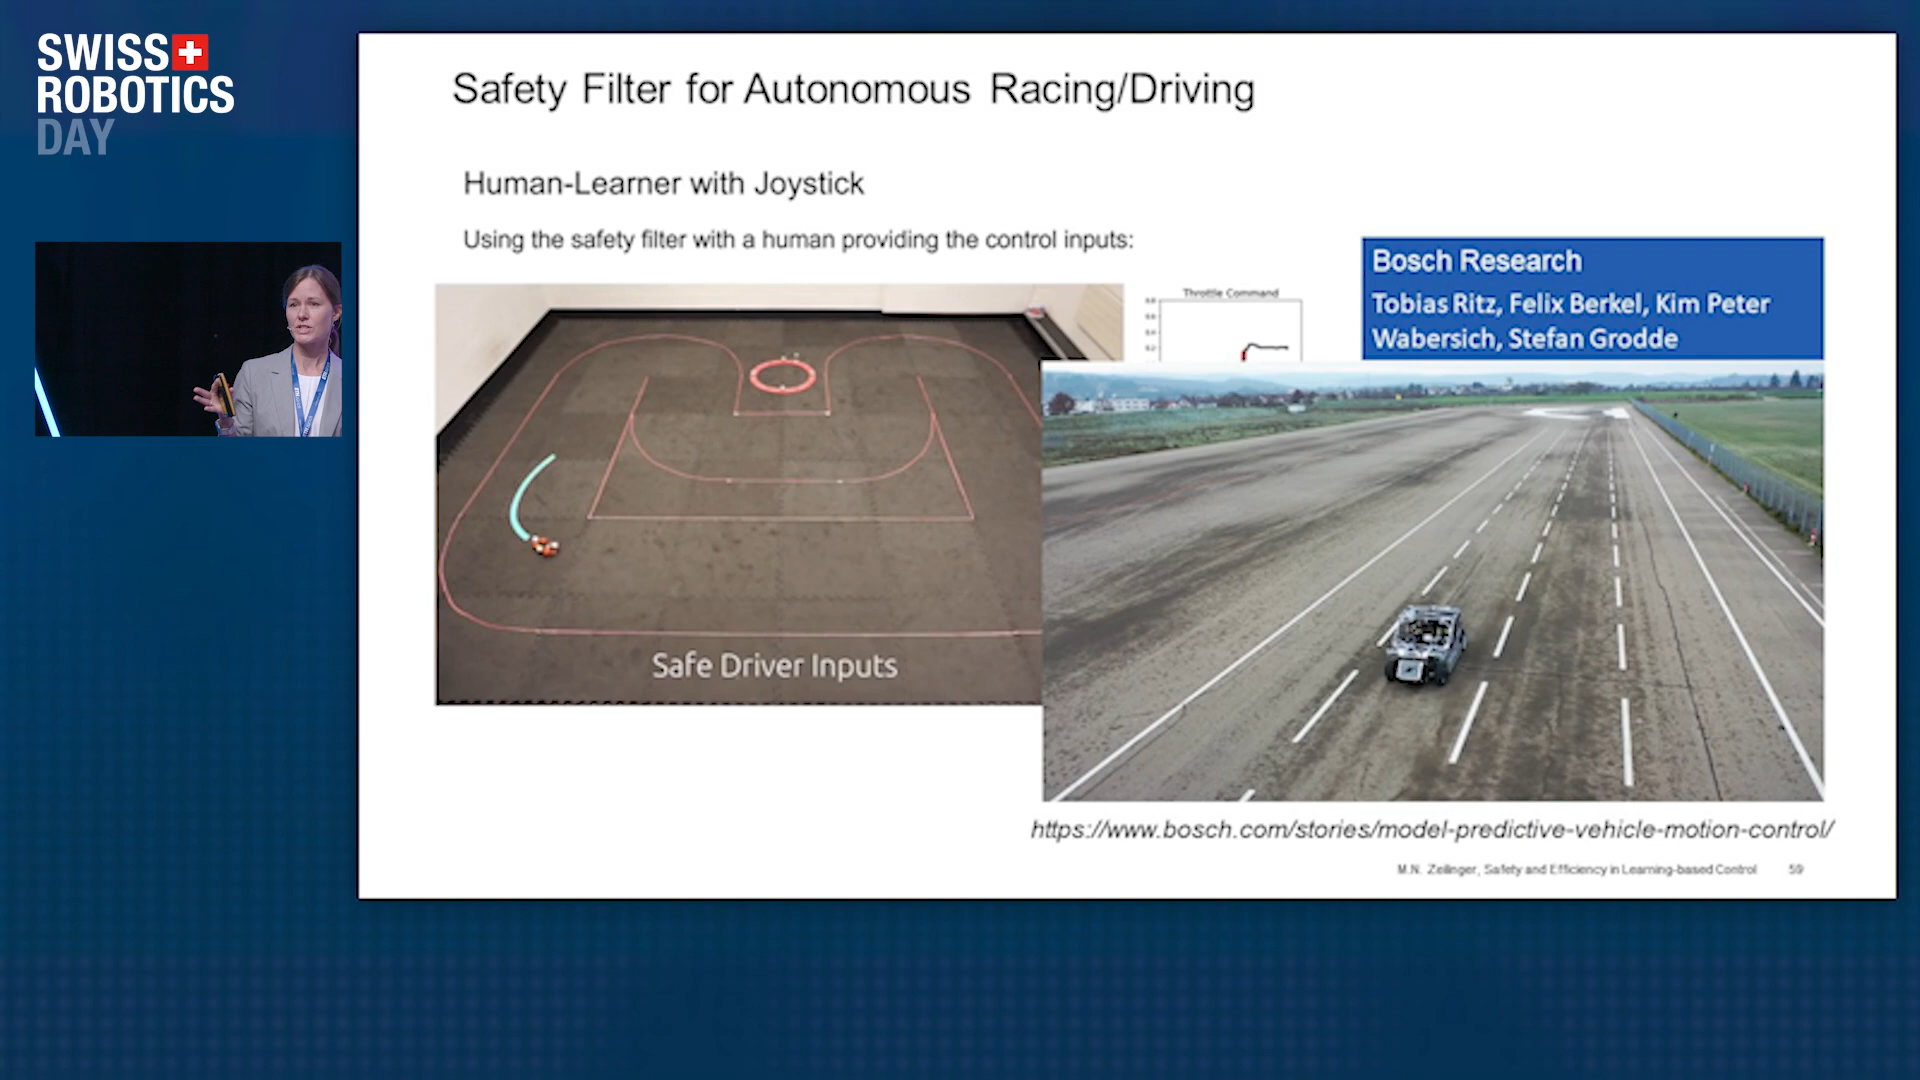 SWISS
ROBOTICS
DAY
Safety Filter for Autonomous Racing/Driving
Human-Learner with Joystick
Using the safety filter with a human providing the control inputs:
Throttle Command
Bosch Research
Tobias Ritz, Felix Berkel, Kim Peter
Wabersich, Stefan Grodde
Safe Driver Inputs
https://www.bosch.com/stories/model-predictive-vehicle-motion-control/
M.N. Zeilinger, Safety and Efficiency in Learning-based Control 59